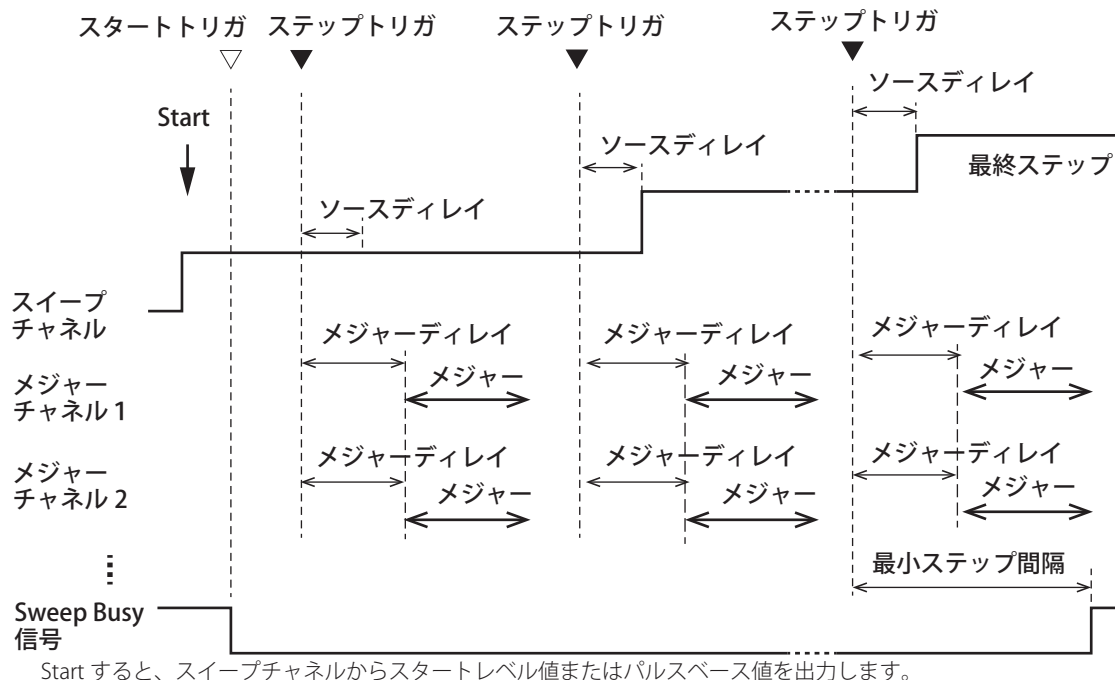 スタートトリガ ステップトリガ ステップトリガ ステップトリガ
ソースディレイ
Start
ソースディレイ
最終ステップ
ソースディレイ
スイープ
チャネル
メジャーディレイ メジャーディレイ メジャーディレイ
メジャー
チャネル 1
メジャー メジャー メジャー
メジャーディレイ メジャーディレイ メジャーディレイ
メジャー
チャネル 2
メジャー メジャー メジャー
最小ステップ間隔
Sweep Busy
信号
Start すると、スイープチャネルからスタートレベル値またはパルスベース値を出力します。